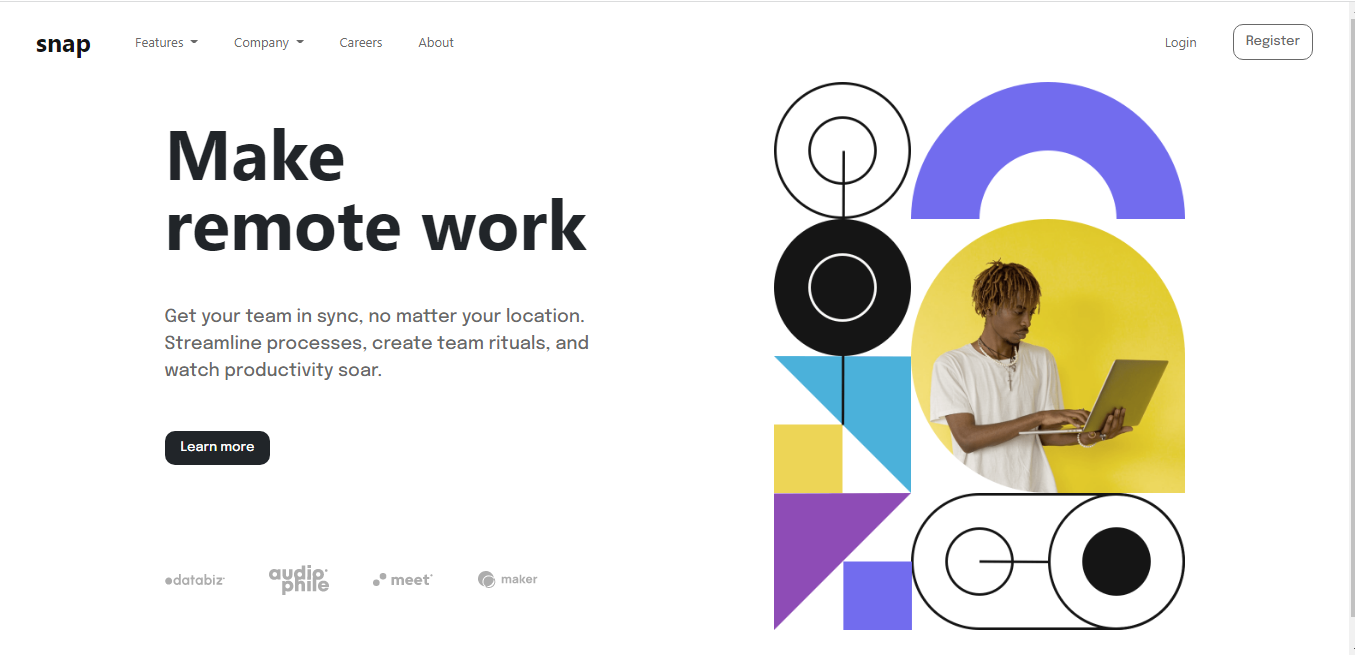 snap
Features
Company
Careers
About
Login
Register
Make
remote work
Get your team in sync, no matter your location.
Streamline processes, create team rituals, and
watch productivity soar.
Learn more
databiz
audiophile
meet
maker